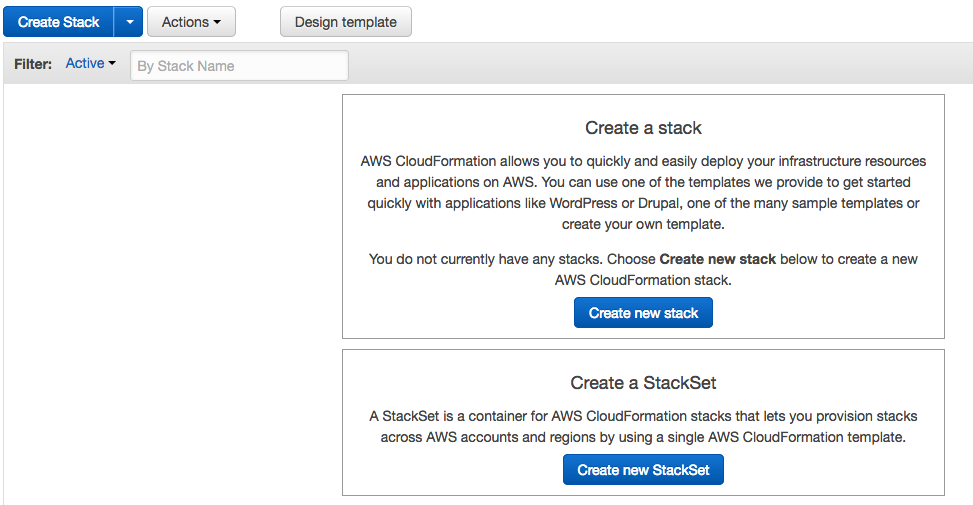 Create Stack Actions Design template
Filter: Active By Stack Name
Create a stack
AWS CloudFormation allows you to quickly and easily deploy your infrastructure resources
and applications on AWS. You can use one of the templates we provide to get started
quickly with applications like WordPress or Drupal, one of the many sample templates or
create your own template.
You do not currently have any stacks. Choose Create new stack below to create a new
AWS CloudFormation stack.
Create new stack
Create a StackSet
A StackSet is a container for AWS CloudFormation stacks that lets you provision stacks
across AWS accounts and regions by using a single AWS CloudFormation template.
Create new StackSet